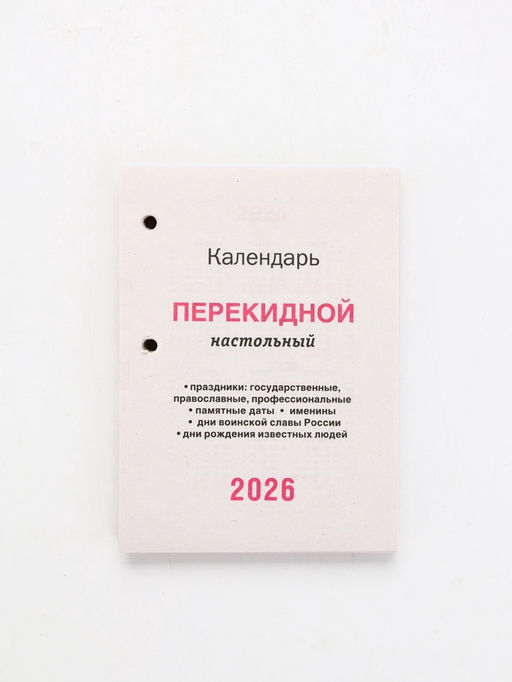 Календарь
ПЕРЕКИДНОЙ
настольный
• праздники: государственные,
православные, профессиональные
• памятные даты • именины
• дни воинской славы России
• дни рождения известных людей
2026